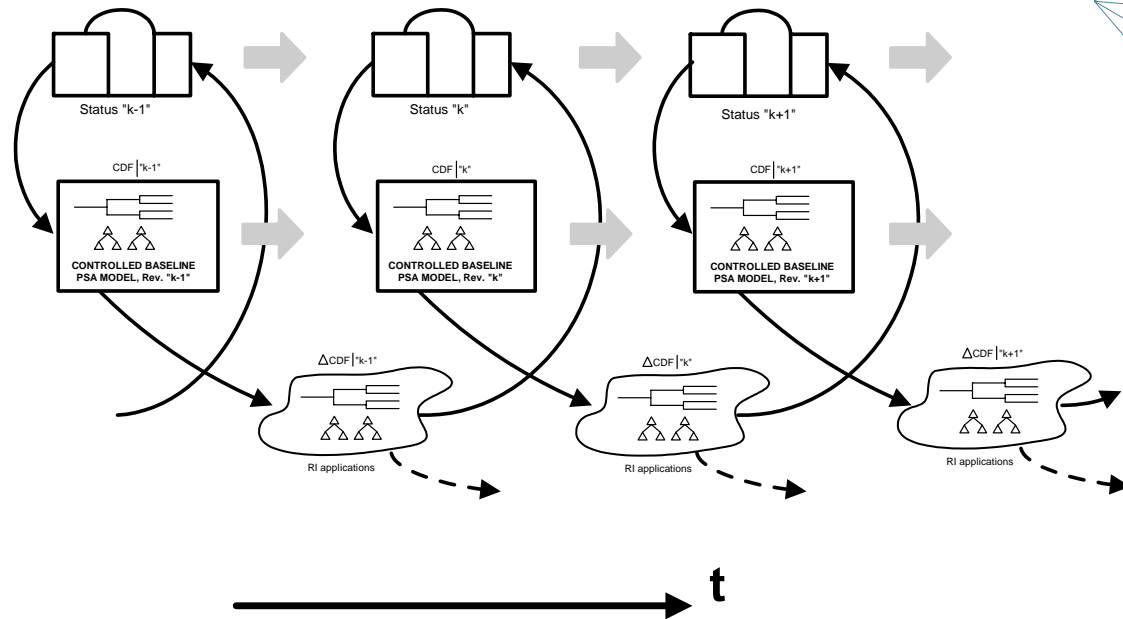 Status "k-1"
Status "k"
Status "k+1"
CDF|"k-1"
CDF|"k"
CDF|"k+1"
CONTROLLED BASELINE
PSA MODEL, Rev. "k-1"
CONTROLLED BASELINE
PSA MODEL, Rev. "k"
CONTROLLED BASELINE
PSA MODEL, Rev. "k+1"
ΔCDF|"k-1"
ΔCDF|"k"
ΔCDF|"k+1"
RI applications
RI applications
RI applications
t